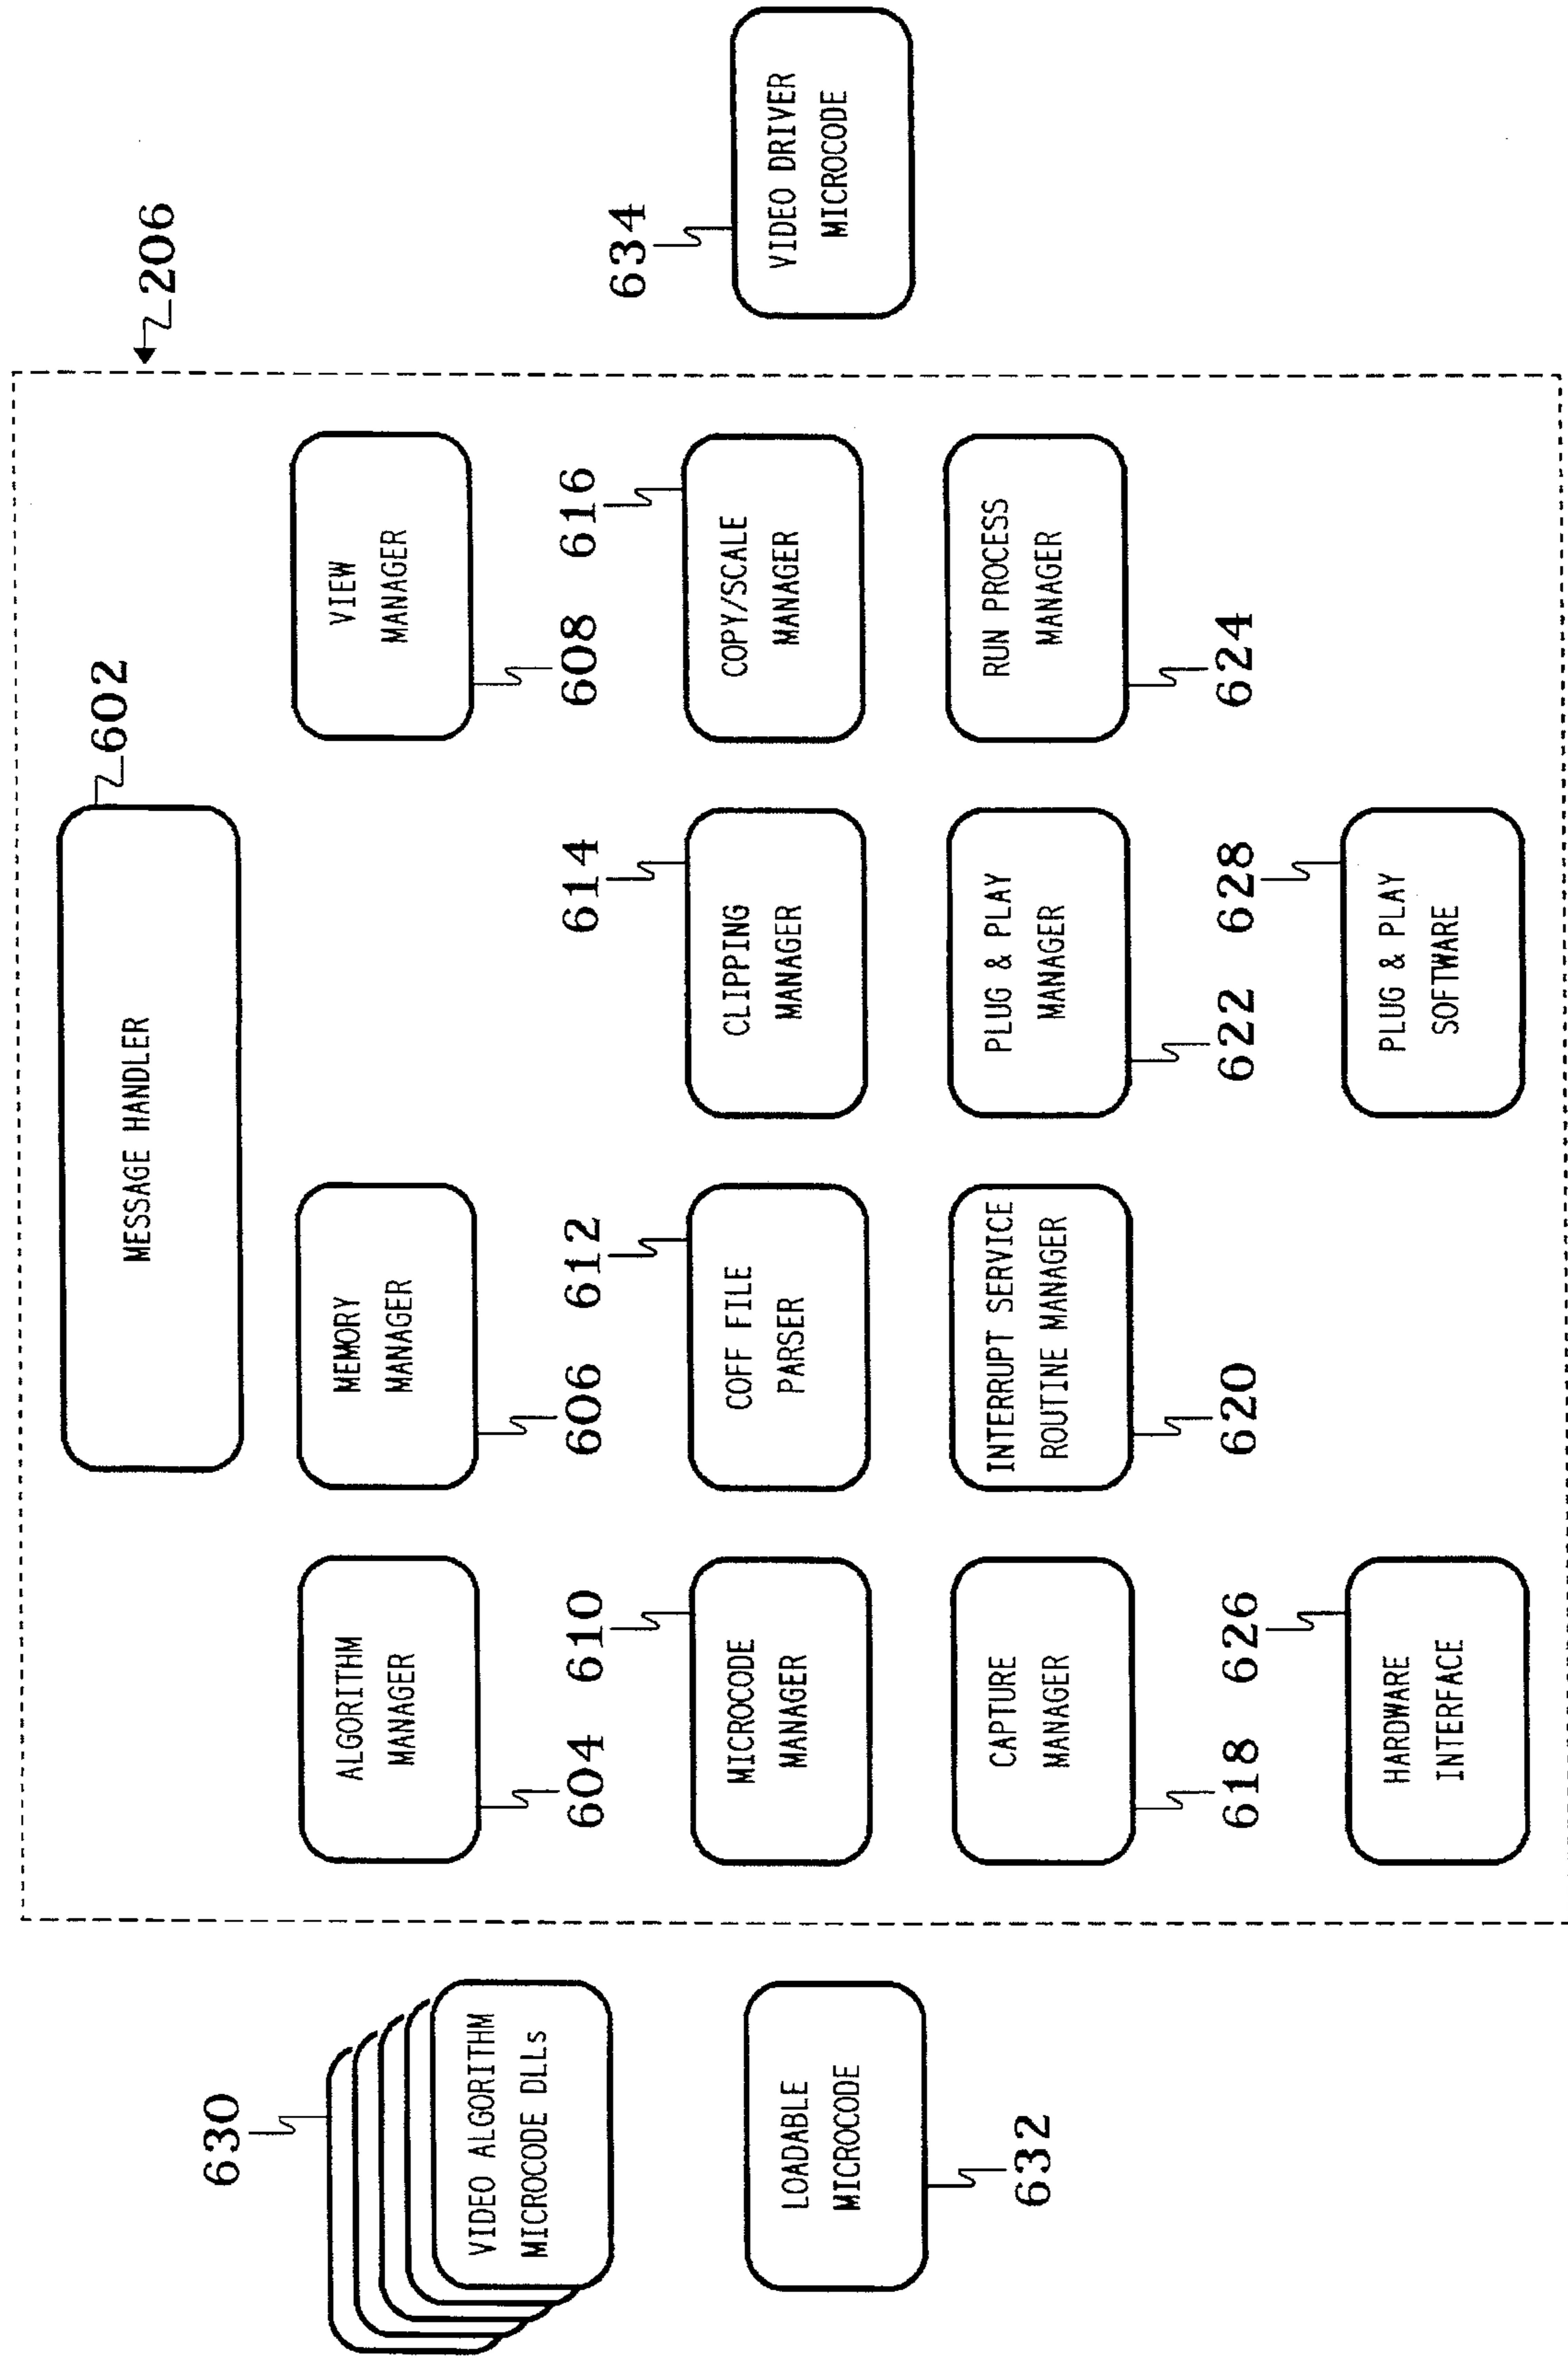 206
602
MESSAGE HANDLER
630
VIDEO ALGORITHM
MICROCODE DLLs
ALGORITHM
MANAGER
604
MEMORY
MANAGER
606
VIEW
MANAGER
608
610
MICROCODE
MANAGER
612
COFF FILE
PARSER
614
CLIPPING
MANAGER
616
COPY/SCALE
MANAGER
634
VIDEO DRIVER
MICROCODE
LOADABLE
MICROCODE
632
CAPTURE
MANAGER
618
INTERRUPT SERVICE
ROUTINE MANAGER
620
PLUG & PLAY
MANAGER
622
RUN PROCESS
MANAGER
624
626
HARDWARE
INTERFACE
628
PLUG & PLAY
SOFTWARE